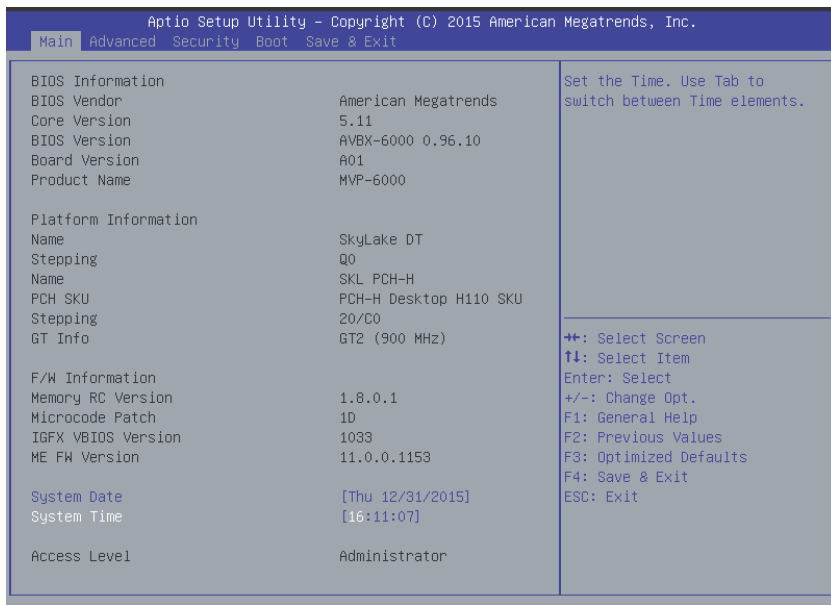 Aptio Setup Utility – Copyright (C) 2015 American Megatrends, Inc.
Main Advanced Security Boot Save & Exit
BIOS Information
BIOS Vendor American Megatrends
Core Version 5.11
BIOS Version AVBX-6000 0.96.10
Board Version A01
Product Name MVP-6000
Platform Information
Name SkyLake DT
Stepping Q0
Name SKL PCH-H
PCH SKU PCH-H Desktop H110 SKU
Stepping 20/C0
GT Info GT2 (900 MHz)
F/W Information
Memory RC Version 1.8.0.1
Microcode Patch 1D
IGFX VBIOS Version 1033
ME FW Version 11.0.0.1153
System Date [Thu 12/31/2015]
System Time [16:11:07]
Access Level Administrator
Set the Time. Use Tab to
switch between Time elements.
→←: Select Screen
↑↓: Select Item
Enter: Select
+/-: Change Opt.
F1: General Help
F2: Previous Values
F3: Optimized Defaults
F4: Save & Exit
ESC: Exit